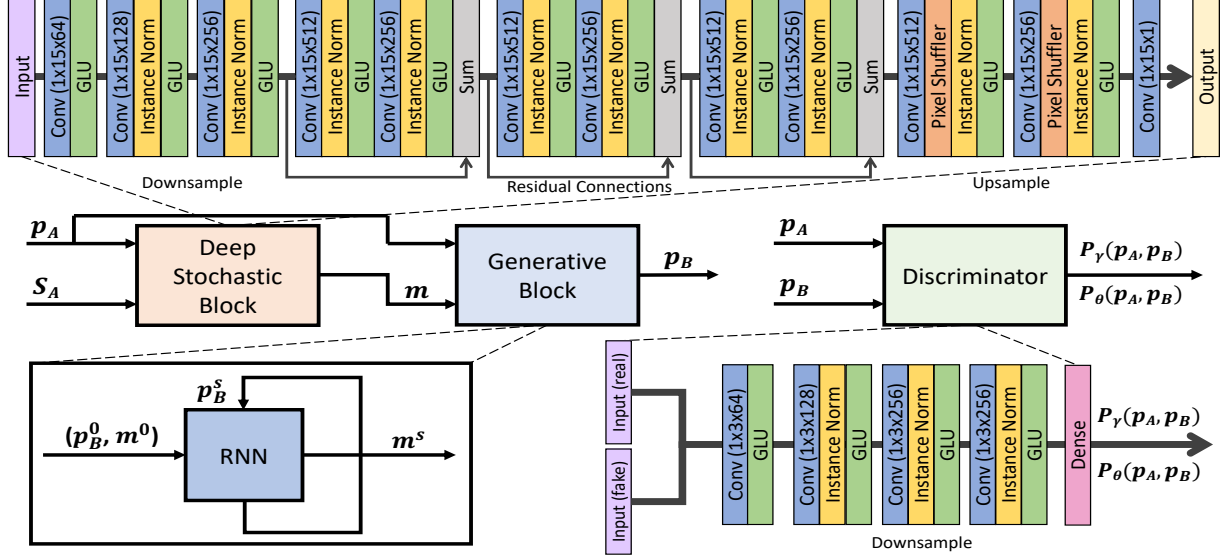 Input
Conv (1x15x64)
GLU
Conv (1x15x128)
Instance Norm
GLU
Conv (1x15x256)
Instance Norm
GLU
Conv (1x15x512)
Instance Norm
GLU
Conv (1x15x256)
Instance Norm
GLU
Sum
Conv (1x15x512)
Instance Norm
GLU
Conv (1x15x256)
Instance Norm
GLU
Sum
Conv (1x15x512)
Instance Norm
GLU
Conv (1x15x256)
Instance Norm
GLU
Sum
Conv (1x15x512)
Pixel Shuffler
Instance Norm
GLU
Conv (1x15x256)
Pixel Shuffler
Instance Norm
GLU
Conv (1x15x1)
Output
Downsample
Residual Connections
Upsample
p_A
S_A
Deep
Stochastic
Block
m
Generative
Block
p_B
p_A
p_B
Discriminator
P_γ(p_A, p_B)
P_θ(p_A, p_B)
p_B^s
(p_B^0, m^0)
RNN
m^s
Input (real)
Input (fake)
Conv (1x3x64)
GLU
Conv (1x3x128)
Instance Norm
GLU
Conv (1x3x256)
Instance Norm
GLU
Conv (1x3x256)
Instance Norm
GLU
Dense
P_γ(p_A, p_B)
P_θ(p_A, p_B)
Downsample